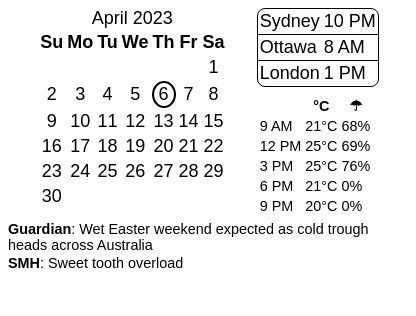 April 2023
Su Mo Tu We Th Fr Sa
1
2 3 4 5 6 7 8
9 10 11 12 13 14 15
16 17 18 19 20 21 22
23 24 25 26 27 28 29
30
Sydney 10 PM
Ottawa 8 AM
London 1 PM
°C ☂
9 AM 21°C 68%
12 PM 25°C 69%
3 PM 25°C 76%
6 PM 21°C 0%
9 PM 20°C 0%
Guardian: Wet Easter weekend expected as cold trough
heads across Australia
SMH: Sweet tooth overload